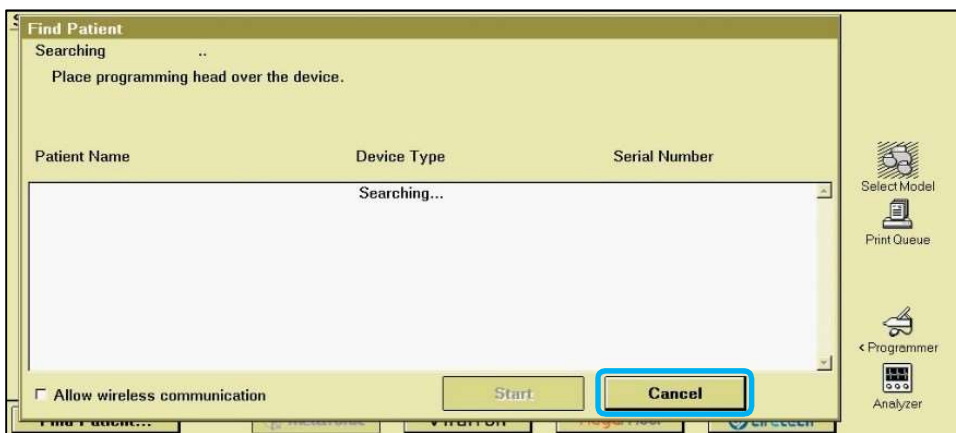 Find Patient
Searching ..
Place programming head over the device.
Patient Name Device Type Serial Number
Searching...
Select Model
Print Queue
< Programmer
Analyzer
Allow wireless communication
Start
Cancel
Find Patient...